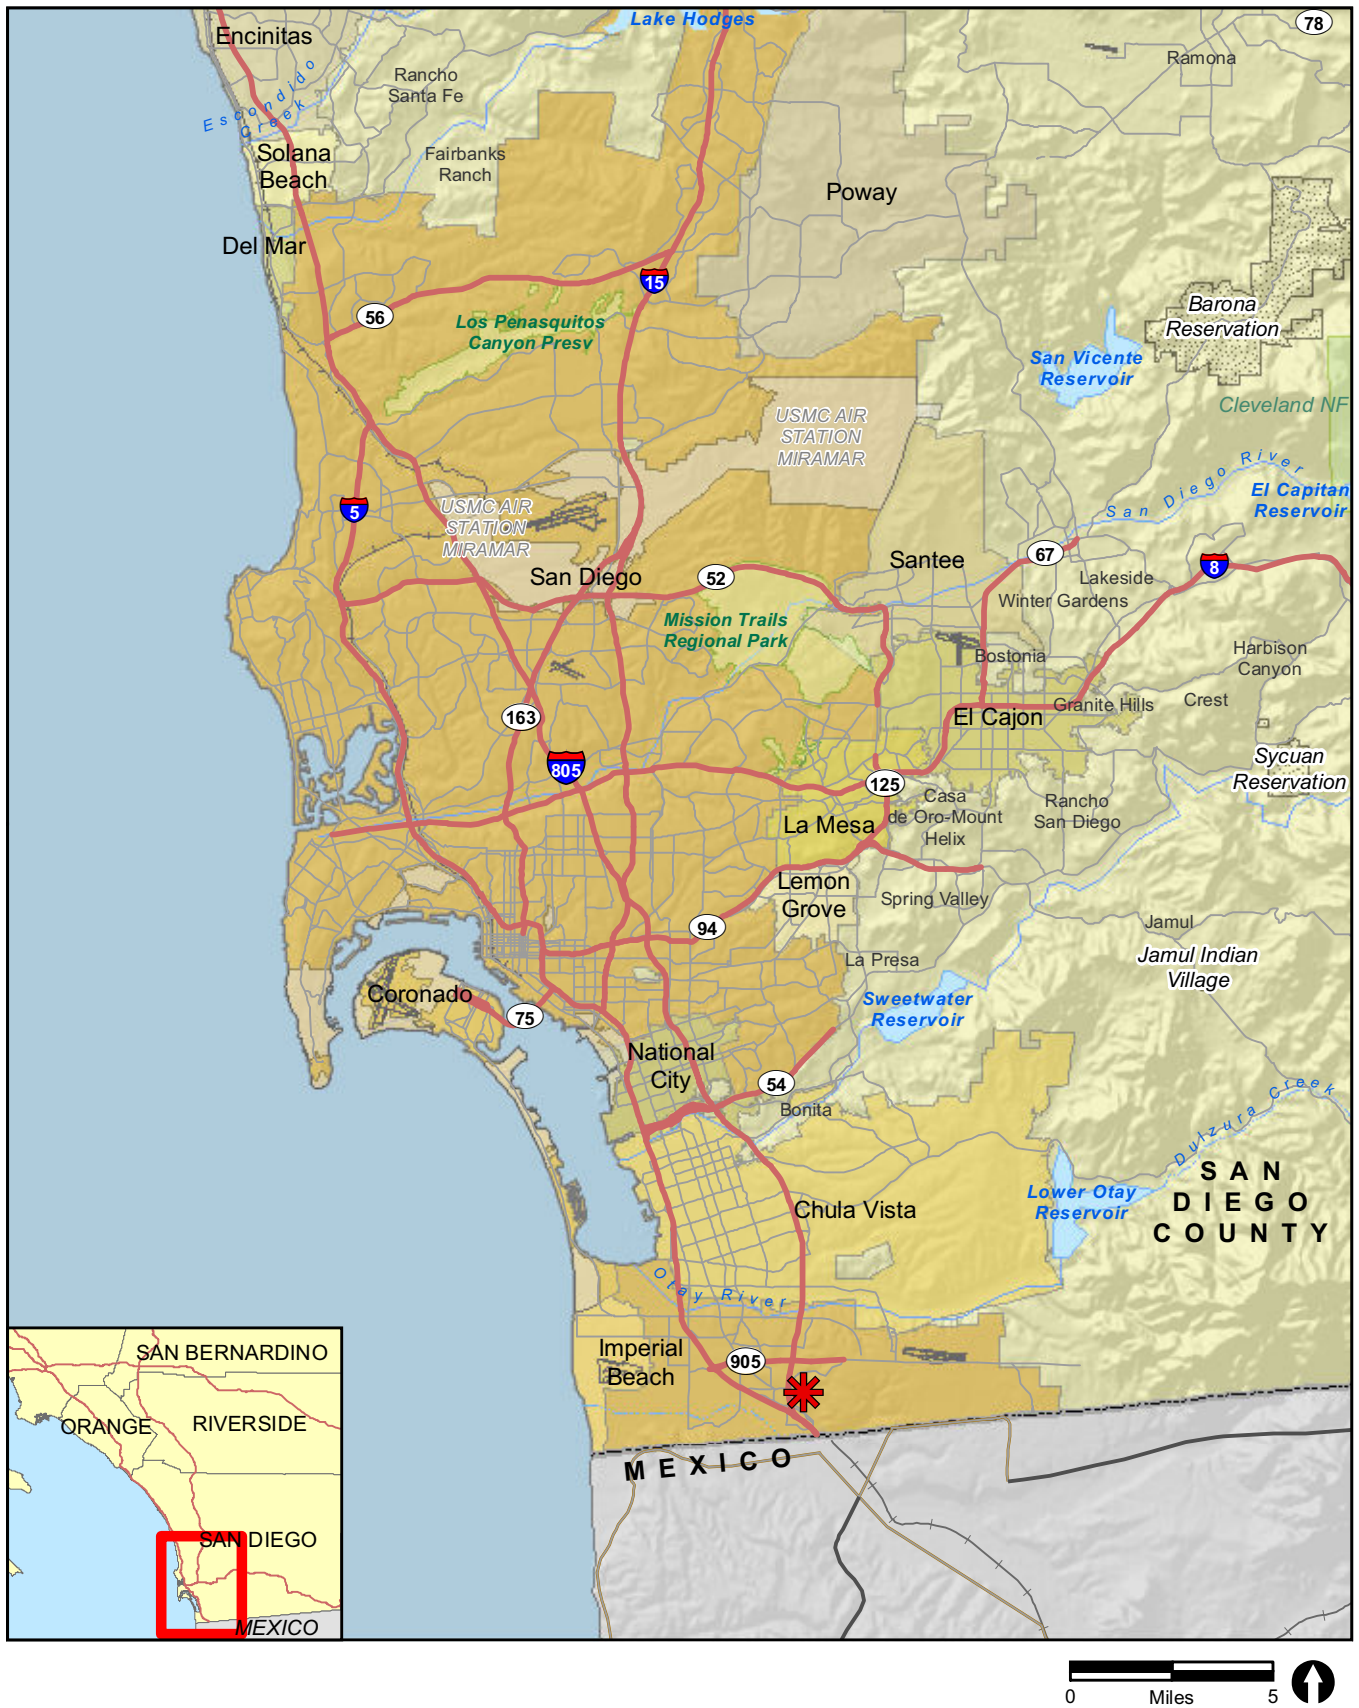 Lake Hodges
78
Encinitas
Ramona
Rancho
Santa Fe
Escondido
Creek
Solana
Beach
Fairbanks
Ranch
Poway
Del Mar
15
56
Los Penasquitos
Canyon Presv
Barona
Reservation
San Vicente
Reservoir
Cleveland NF
USMC AIR
STATION
MIRAMAR
San Diego River
El Capitan
Reservoir
5
USMC AIR
STATION
MIRAMAR
67
Santee
8
San Diego
52
Lakeside
Winter Gardens
Mission Trails
Regional Park
Bostonia
Harbison
Canyon
Crest
Granite Hills
El Cajon
163
805
Sycuan
Reservation
125
Casa
de Oro-Mount
Helix
Rancho
San Diego
La Mesa
Lemon
Grove
Spring Valley
94
Jamul
La Presa
Jamul Indian
Village
Coronado
Sweetwater
Reservoir
75
National
City
54
Bonita
Dulzura Creek
SAN
DIEGO
COUNTY
Lower Otay
Reservoir
Chula Vista
Otay River
Imperial
Beach
905
MEXICO
SAN BERNARDINO
ORANGE
RIVERSIDE
SAN DIEGO
MEXICO
0 Miles 5